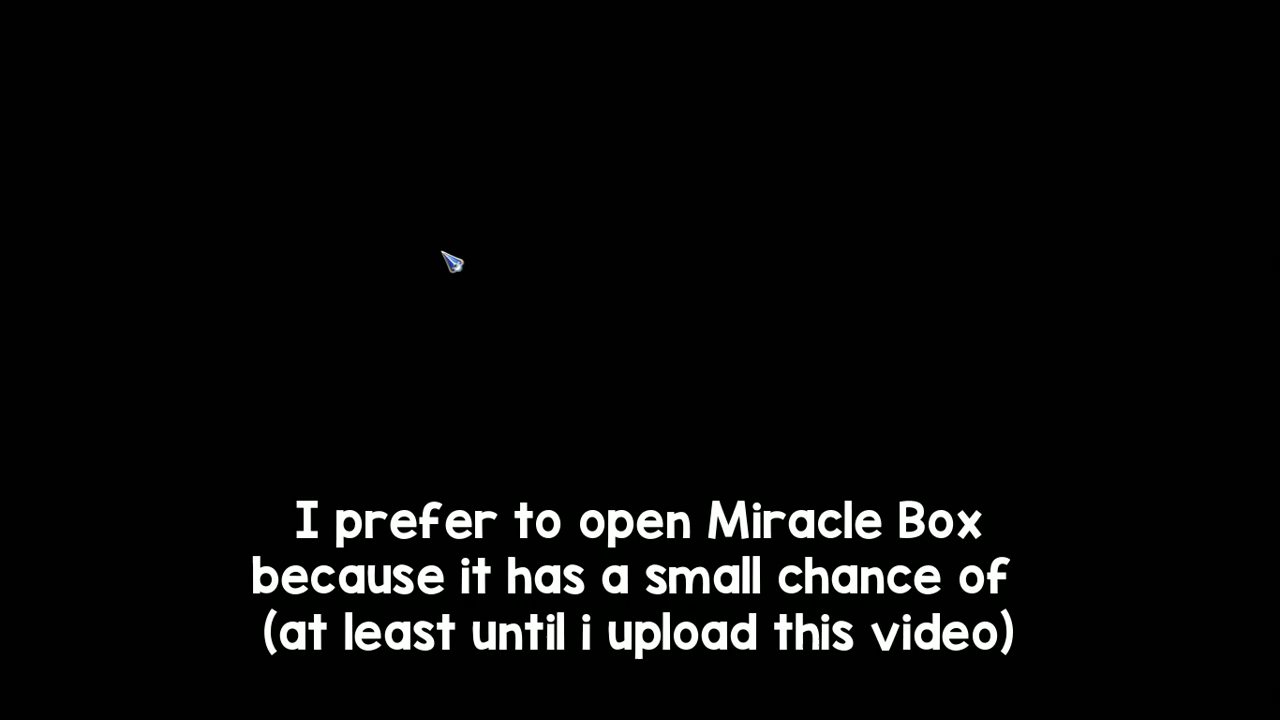 I prefer to open Miracle Box
because it has a small chance of
(at least until i upload this video)